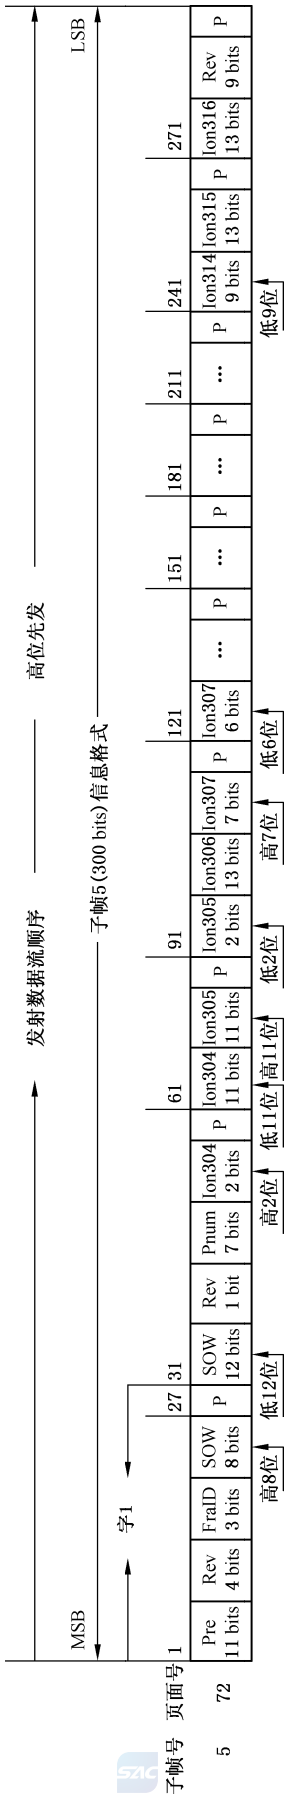 发射数据流顺序 高位先发
MSB 子帧5(300 bits)信息格式 LSB
字1
子帧号 页面号 1 27 31 61 91 121 151 181 211 241 271
Pre Rev FraID SOW P SOW Rev Pnum Ion304 P Ion304 Ion305 P Ion305 Ion306 Ion307 P Ion307 … P … P … P … P Ion314 Ion315 P Ion316 Rev P
5 72 11 bits 4 bits 3 bits 8 bits 12 bits 1 bit 7 bits 2 bits 11 bits 11 bits 2 bits 13 bits 7 bits 6 bits 9 bits 13 bits 13 bits 9 bits
高8位 低12位 高2位 低11位 高11位 低2位 高7位 低6位 低9位
SAC